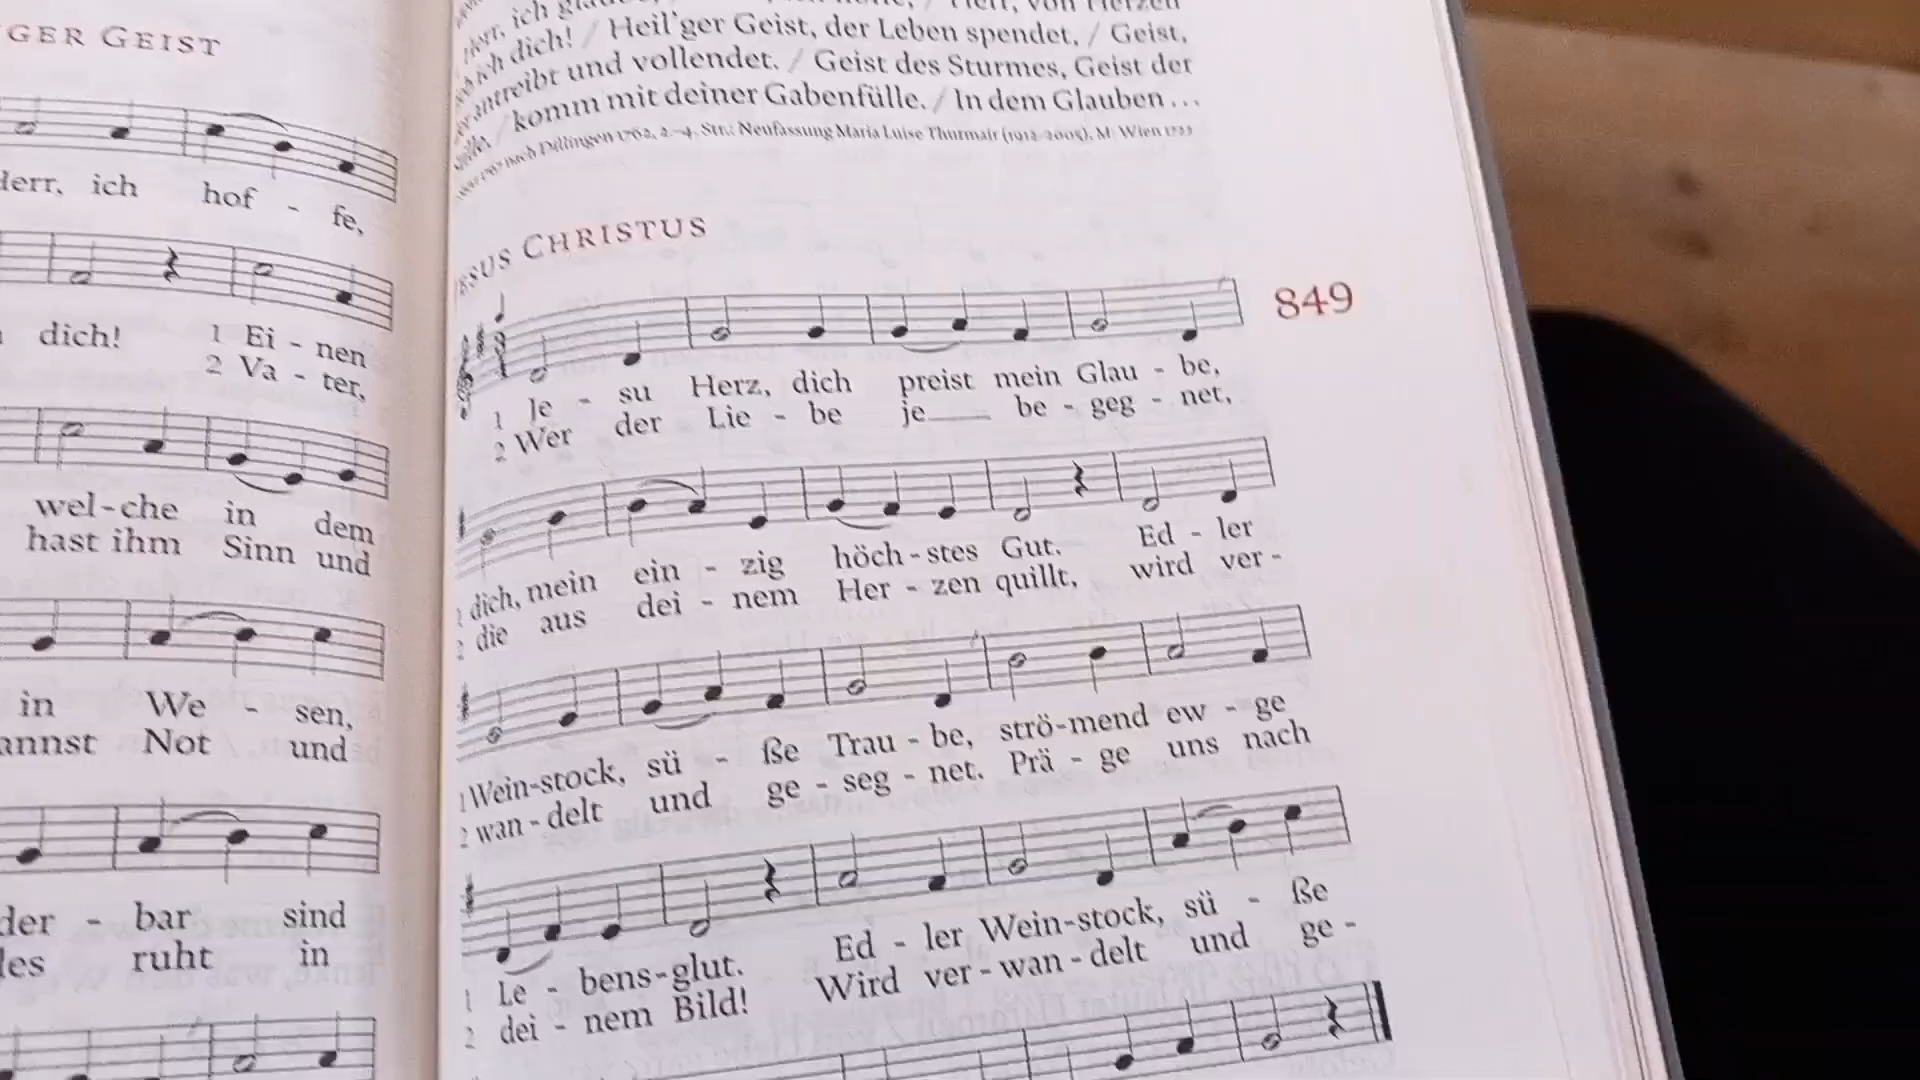 GER GEIST
Herr, ich hof - fe,
dich! 1 Ei - nen
2 Va - ter,
wel-che in dem
hast ihm Sinn und
in We - sen,
annst Not und
der - bar sind
les ruht in
Herr, von Herzen
ich dich! / Heil'ger Geist, der Leben spendet, / Geist,
antreibt und vollendet. / Geist des Sturmes, Geist der
/ komm mit deiner Gabenfülle. / In dem Glauben ...
nach Dillingen 1762, 2.–4. Str.: Neufassung Maria Luise Thurmair (1912–2005), M: Wien
ESUS CHRISTUS
849
1 Je - su Herz, dich preist mein Glau - be,
2 Wer der Lie - be je be - geg - net,
1 dich, mein ein - zig höch - stes Gut. Ed - ler
2 die aus dei - nem Her - zen quillt, wird ver -
1 Wein-stock, sü - ße Trau - be, strö-mend ew - ge
2 wan - delt und ge - seg - net. Prä - ge uns nach
1 Le - bens-glut. Ed - ler Wein-stock, sü - ße
2 dei - nem Bild! Wird ver - wan - delt und ge -